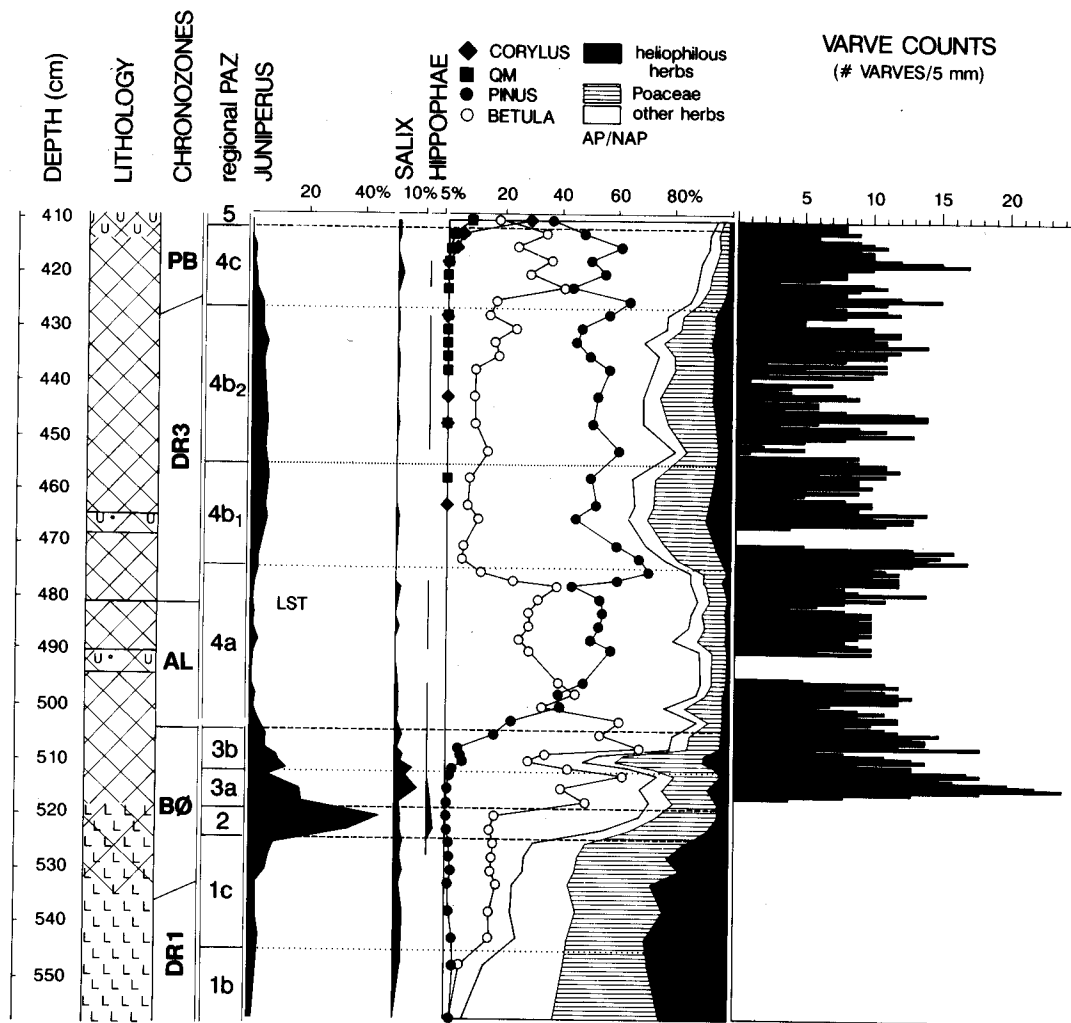 DEPTH (cm)
LITHOLOGY
CHRONOZONES
regional PAZ
JUNIPERUS
SALIX
HIPPOPHAE
CORYLUS
QM
PINUS
BETULA
heliophilous
herbs
Poaceae
other herbs
AP/NAP
VARVE COUNTS
(# VARVES/5 mm)
20 40% 10% 5% 20 40 60 80%
0 5 10 15 20
410
420
430
440
450
460
470
480
490
500
510
520
530
540
550
U U
U
U U
U U
L L L L L
PB
DR3
AL
BØ
DR1
5
4c
4b2
4b1
4a
3b
3a
2
1c
1b
LST